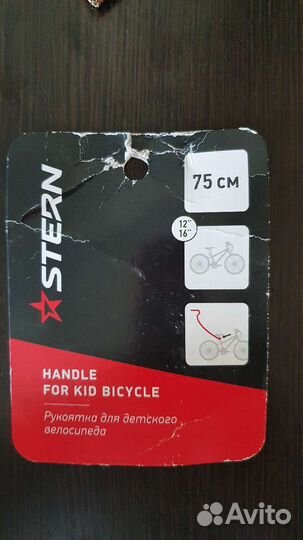 STERN
75 см
12"
16"
HANDLE
FOR KID BICYCLE
Рукоятка для детского
велосипеда
Avito